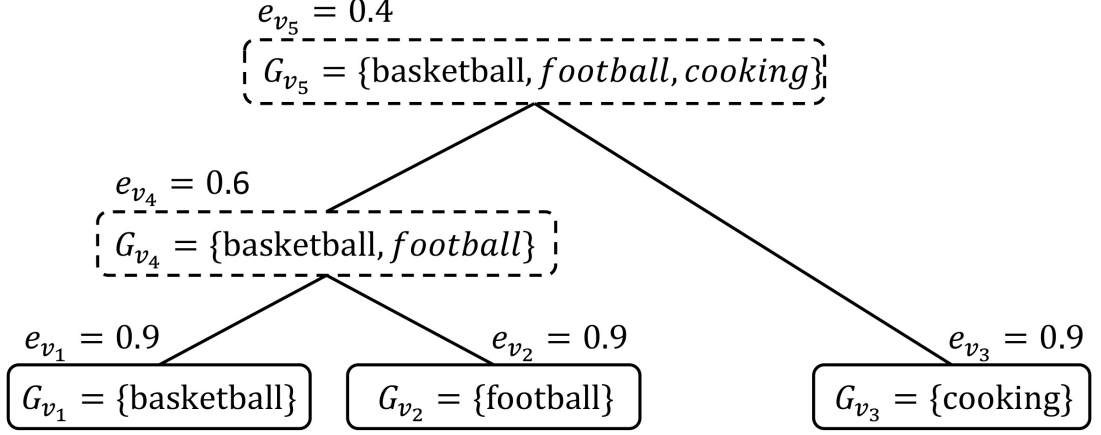 e_{v_5} = 0.4
G_{v_5} = {basketball, football, cooking}
e_{v_4} = 0.6
G_{v_4} = {basketball, football}
e_{v_1} = 0.9
e_{v_2} = 0.9
e_{v_3} = 0.9
G_{v_1} = {basketball}
G_{v_2} = {football}
G_{v_3} = {cooking}